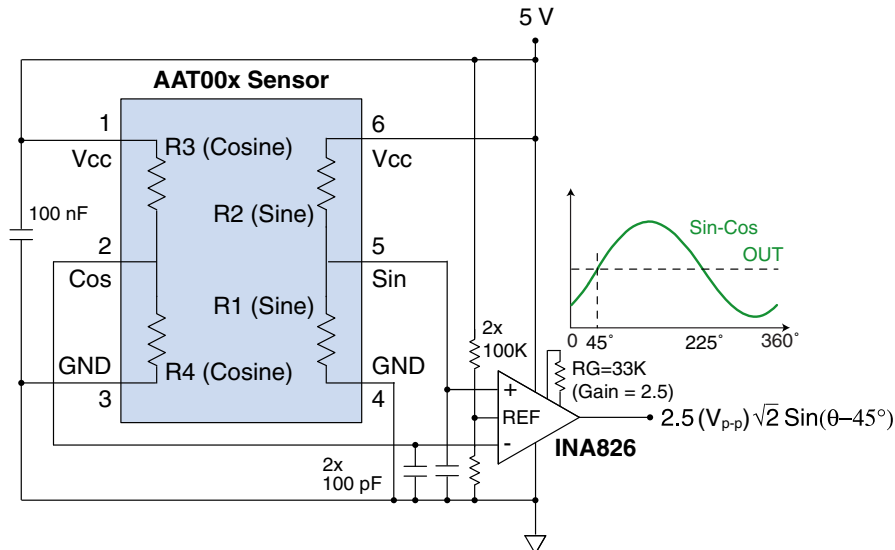 5 V
AAT00x Sensor
1
Vcc
R3 (Cosine)
6
Vcc
R2 (Sine)
100 nF
2
Cos
5
Sin
R1 (Sine)
GND
3
R4 (Cosine)
GND
4
2x
100K
Sin-Cos
OUT
0 45° 225° 360°
RG=33K
(Gain = 2.5)
+
REF
-
INA826
2.5 (Vp-p) √2 Sin(θ–45°)
2x
100 pF